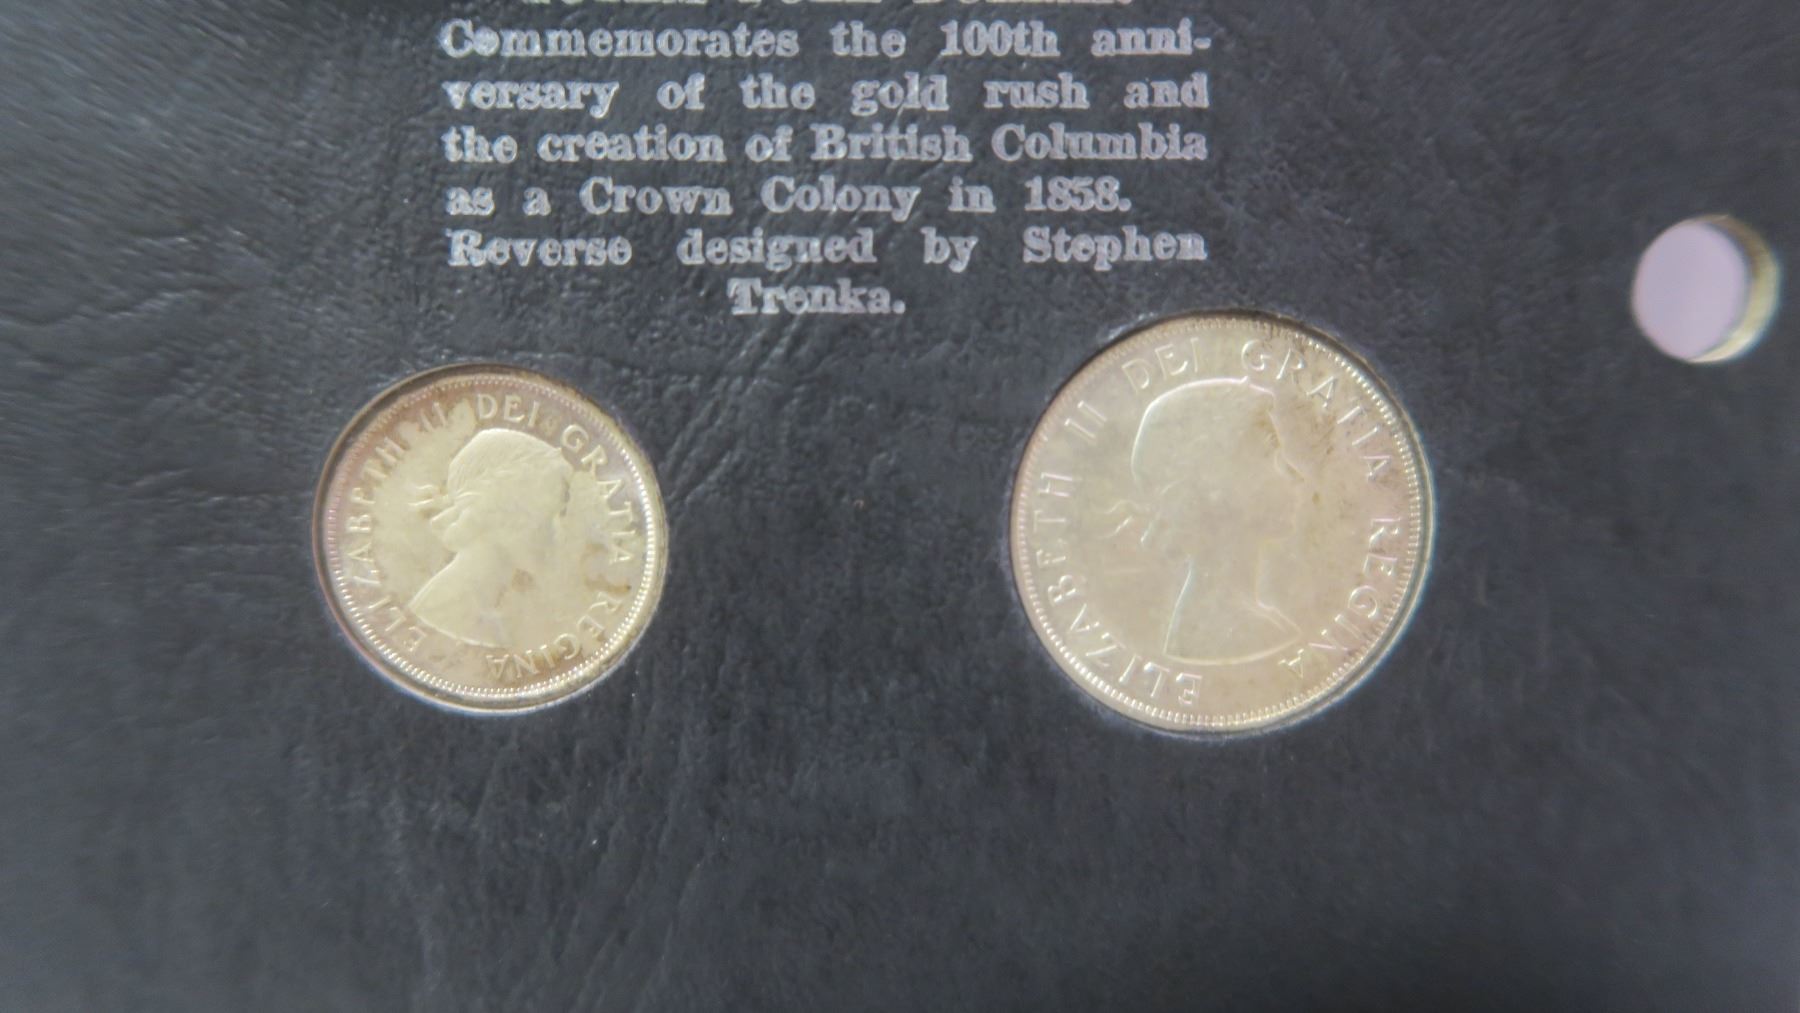 Commemorates the 100th anni-
versary of the gold rush and
the creation of British Columbia
as a Crown Colony in 1858.
Reverse designed by Stephen
Trenka.
ELIZABETH II DEI GRATIA REGINA
ELIZABETH II DEI GRATIA REGINA